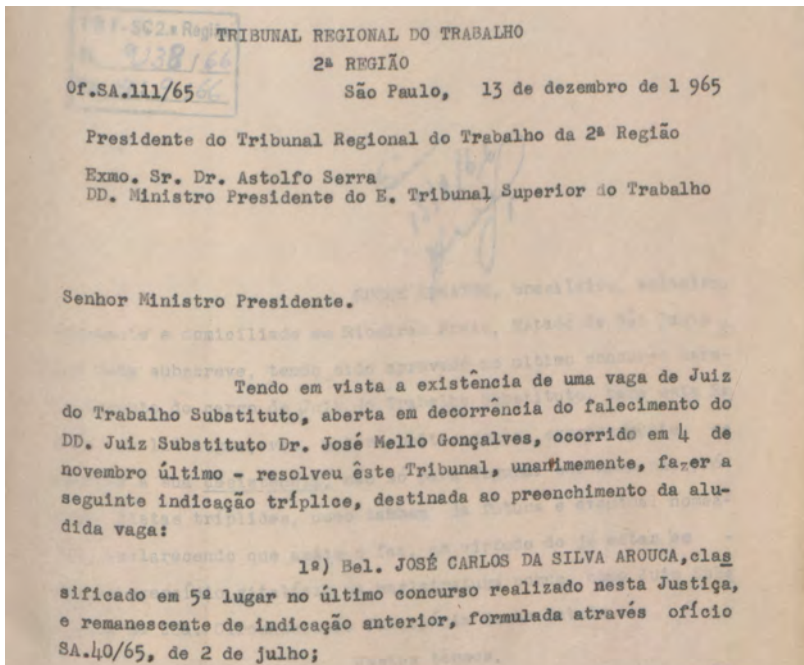 TRIBUNAL REGIONAL DO TRABALHO
2ª REGIÃO
Of.SA.111/65 São Paulo, 13 de dezembro de 1 965
Presidente do Tribunal Regional do Trabalho da 2ª Região
Exmo. Sr. Dr. Astolfo Serra
DD. Ministro Presidente do E. Tribunal Superior do Trabalho
Senhor Ministro Presidente.
Tendo em vista a existência de uma vaga de Juiz
do Trabalho Substituto, aberta em decorrência do falecimento do
DD. Juiz Substituto Dr. José Mello Gonçalves, ocorrido em 4 de
novembro último - resolveu êste Tribunal, unanimemente, fazer a
seguinte indicação tríplice, destinada ao preenchimento da alu-
dida vaga:
1º) Bel. JOSÉ CARLOS DA SILVA AROUCA,clas
sificado em 5º lugar no último concurso realizado nesta Justiça,
e remanescente de indicação anterior, formulada através ofício
SA.40/65, de 2 de julho;